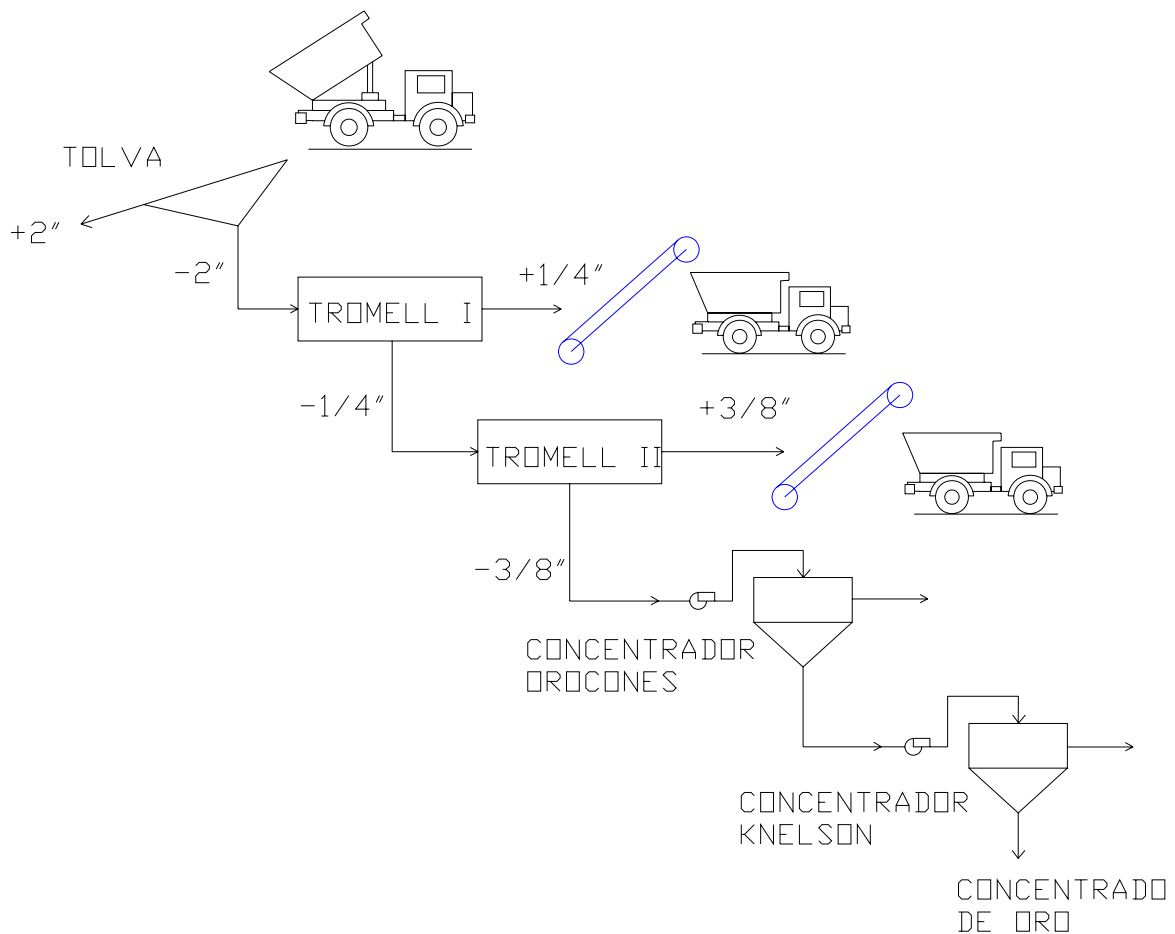 TOLVA
+2"
-2"
+1/4"
TROMELL I
-1/4"
+3/8"
TROMELL II
-3/8"
CONCENTRADOR
OROCONES
CONCENTRADOR
KNELSON
CONCENTRADO
DE ORO